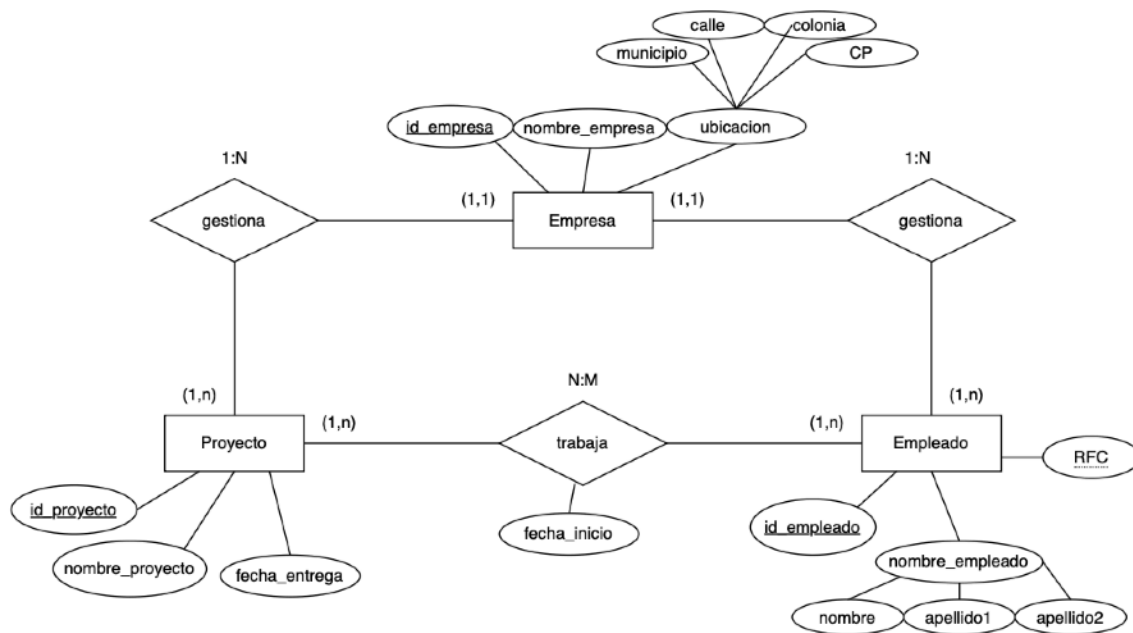 calle
colonia
municipio
CP
id_empresa
nombre_empresa
ubicacion
1:N
1:N
(1,1)
(1,1)
gestiona
Empresa
gestiona
(1,n)
N:M
(1,n)
(1,n)
(1,n)
Proyecto
trabaja
Empleado
RFC
id_proyecto
id_empleado
fecha_inicio
nombre_proyecto
fecha_entrega
nombre_empleado
nombre
apellido1
apellido2